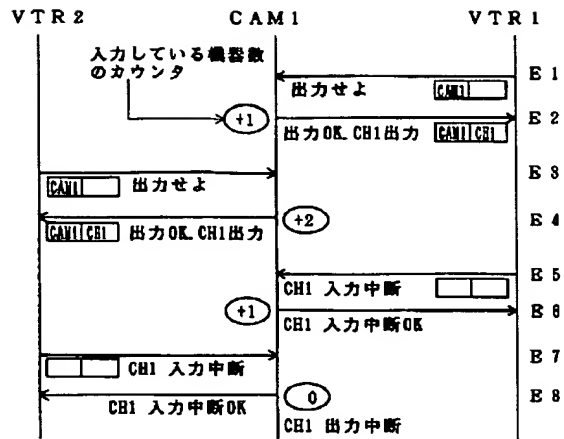 VTR2 CAM1 VTR1
入力している機器数
のカウンタ
E1
出力せよ CAM1
+1 E2
出力OK. CH1出力 CAM1 CH1
E3
CAM1 出力せよ
+2 E4
CAM1 CH1 出力OK. CH1出力
E5
CH1 入力中断
+1 E6
CH1 入力中断OK
E7
CH1 入力中断
0 E8
CH1 入力中断OK
CH1 出力中断